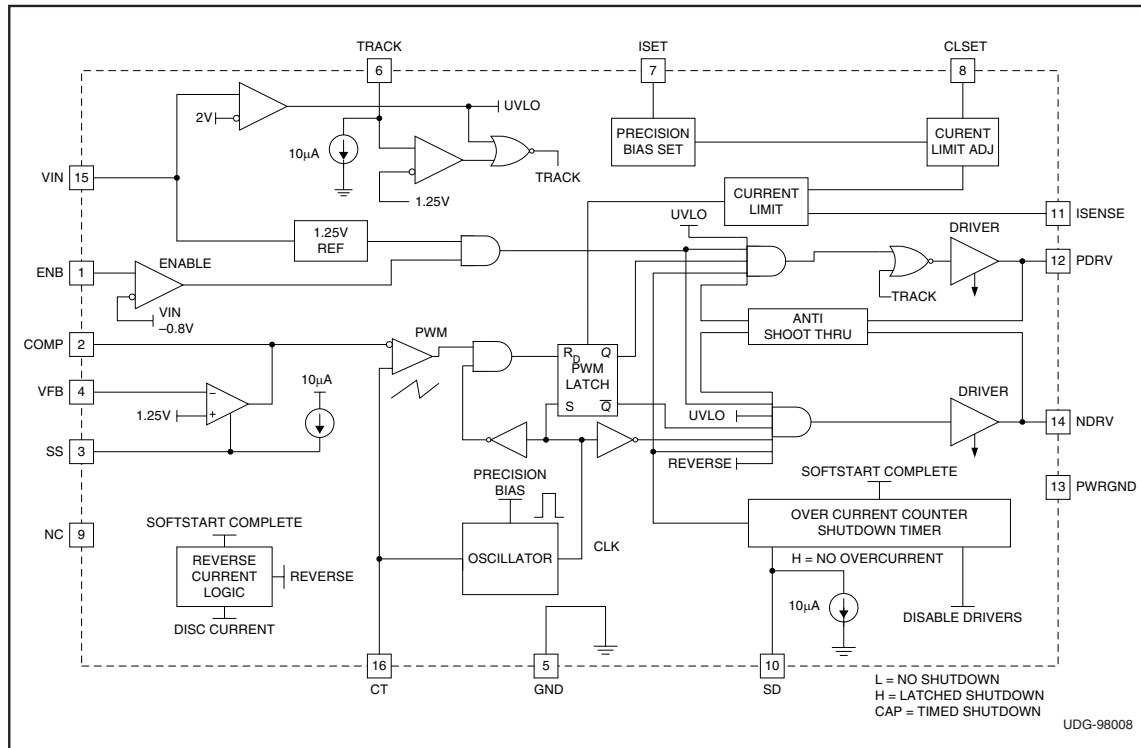 TRACK
6
ISET
7
CLSET
8
UVLO
2V
10µA
1.25V
TRACK
PRECISION
BIAS SET
CURENT
LIMIT ADJ
VIN
15
CURRENT
LIMIT
11
ISENSE
1.25V
REF
UVLO
DRIVER
12
PDRV
TRACK
ENB
1
ENABLE
VIN
–0.8V
ANTI
SHOOT THRU
COMP
2
PWM
RD
Q
PWM
LATCH
S
Q
VFB
4
1.25V
10µA
UVLO
DRIVER
14
NDRV
SS
3
REVERSE
PRECISION
BIAS
SOFTSTART COMPLETE
13
PWRGND
NC
9
SOFTSTART COMPLETE
OSCILLATOR
CLK
OVER CURRENT COUNTER
SHUTDOWN TIMER
H = NO OVERCURRENT
REVERSE
CURRENT
LOGIC
REVERSE
DISC CURRENT
10µA
DISABLE DRIVERS
16
CT
5
GND
10
SD
L = NO SHUTDOWN
H = LATCHED SHUTDOWN
CAP = TIMED SHUTDOWN
UDG-98008